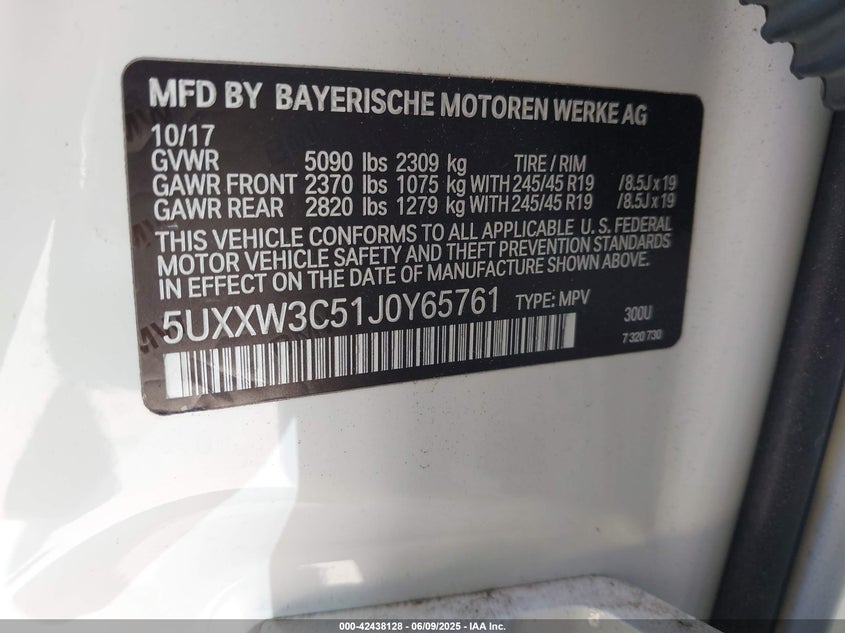 MFD BY BAYERISCHE MOTOREN WERKE AG
10/17
GVWR 5090 lbs 2309 kg TIRE / RIM
GAWR FRONT 2370 lbs 1075 kg WITH 245/45 R19 /8.5J x 19
GAWR REAR 2820 lbs 1279 kg WITH 245/45 R19 /8.5J x 19
THIS VEHICLE CONFORMS TO ALL APPLICABLE U.S. FEDERAL
MOTOR VEHICLE SAFETY AND THEFT PREVENTION STANDARDS
IN EFFECT ON THE DATE OF MANUFACTURE SHOWN ABOVE.
5UXXW3C51J0Y65761 TYPE: MPV 300U
7 320 730
000-42438128 - 06/09/2025 - IAA Inc.